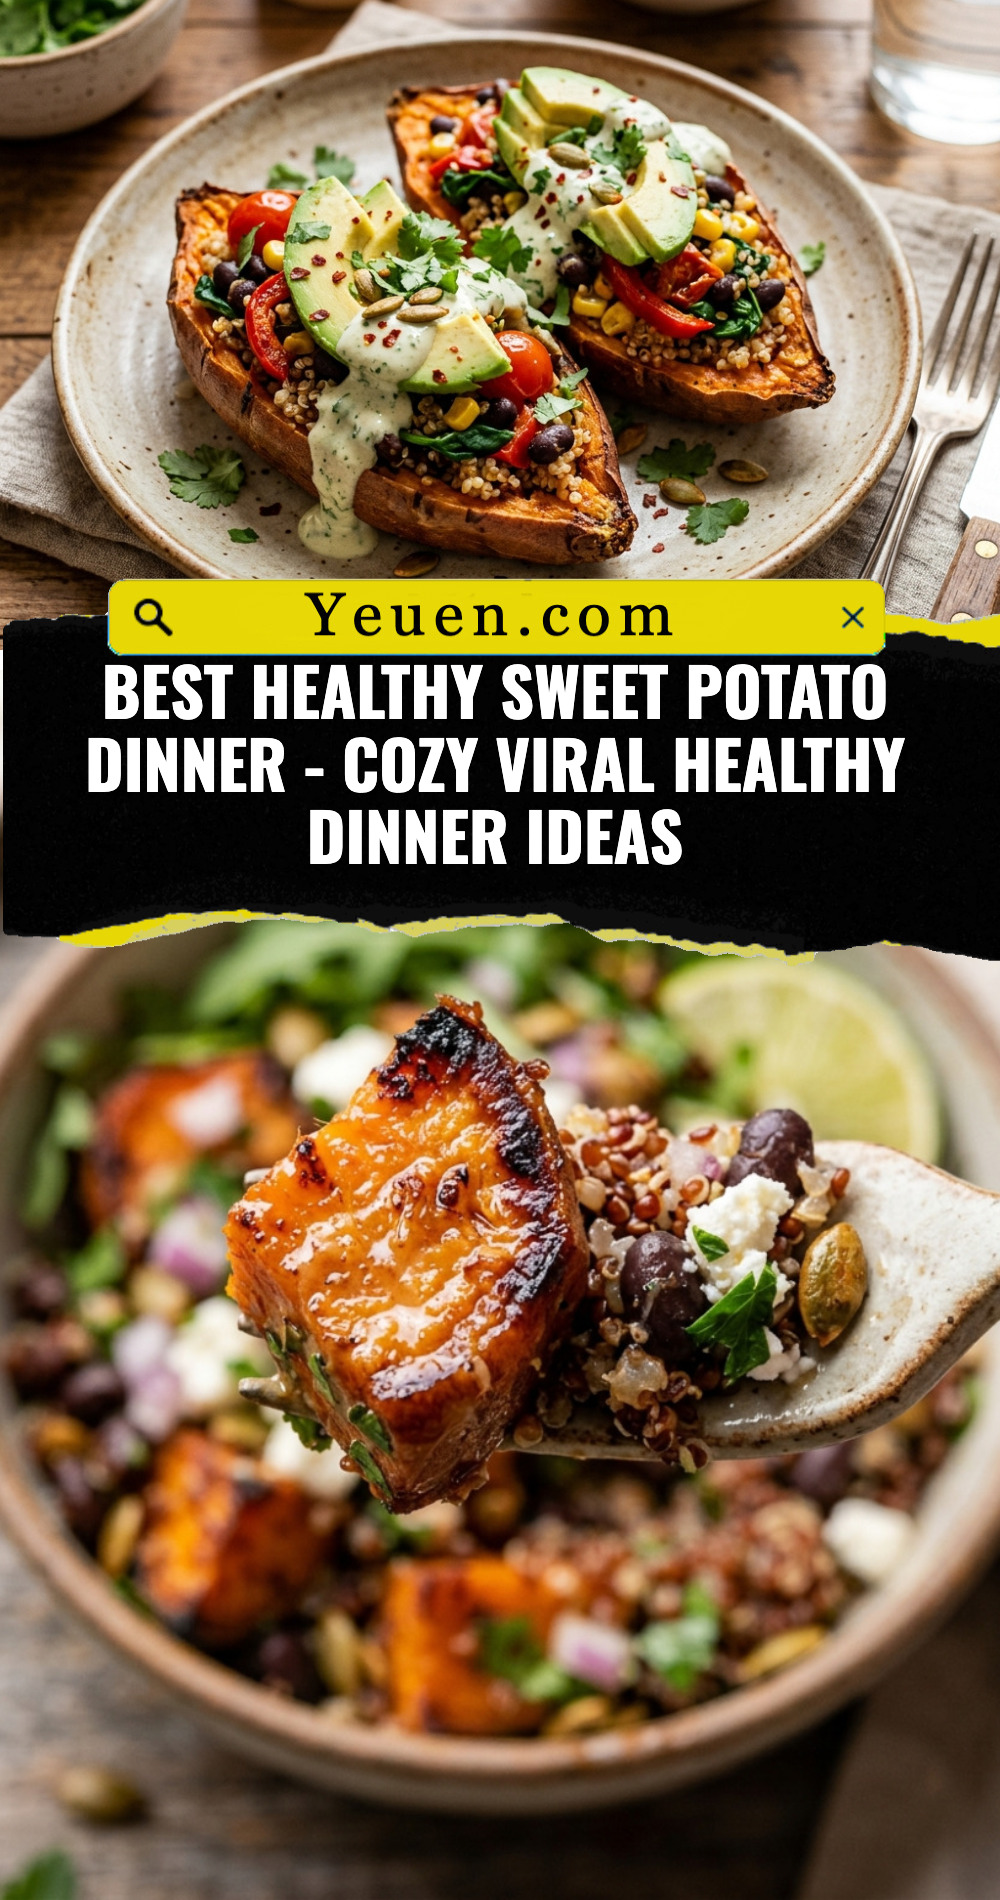 Yeuen.com
BEST HEALTHY SWEET POTATO
DINNER - COZY VIRAL HEALTHY
DINNER IDEAS